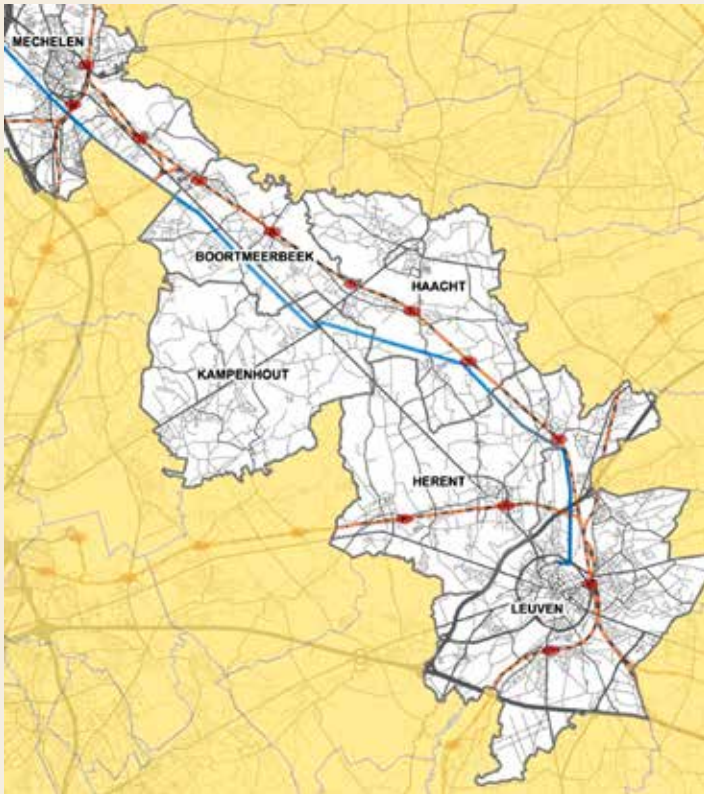 MECHELEN
BOORTMEERBEEK
HAACHT
KAMPENHOUT
HERENT
LEUVEN